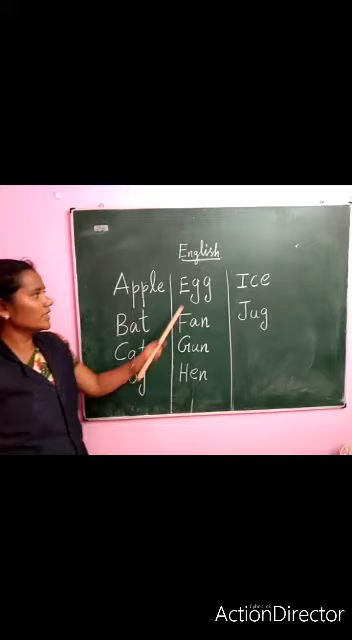 English
Apple
Bat
Cat
Egg
Fan
Gun
Hen
Ice
Jug
ActionDirector